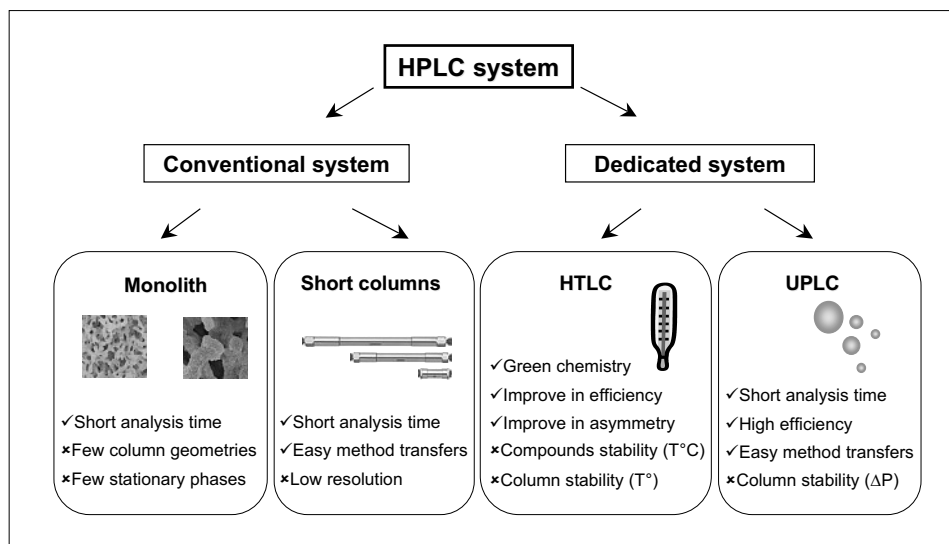 HPLC system
Conventional system
Dedicated system
Monolith
✓Short analysis time
✖Few column geometries
✖Few stationary phases
Short columns
✓Short analysis time
✓Easy method transfers
✖Low resolution
HTLC
✓Green chemistry
✓Improve in efficiency
✓Improve in asymmetry
✖Compounds stability (T°C)
✖Column stability (T°)
UPLC
✓Short analysis time
✓High efficiency
✓Easy method transfers
✖Column stability (ΔP)